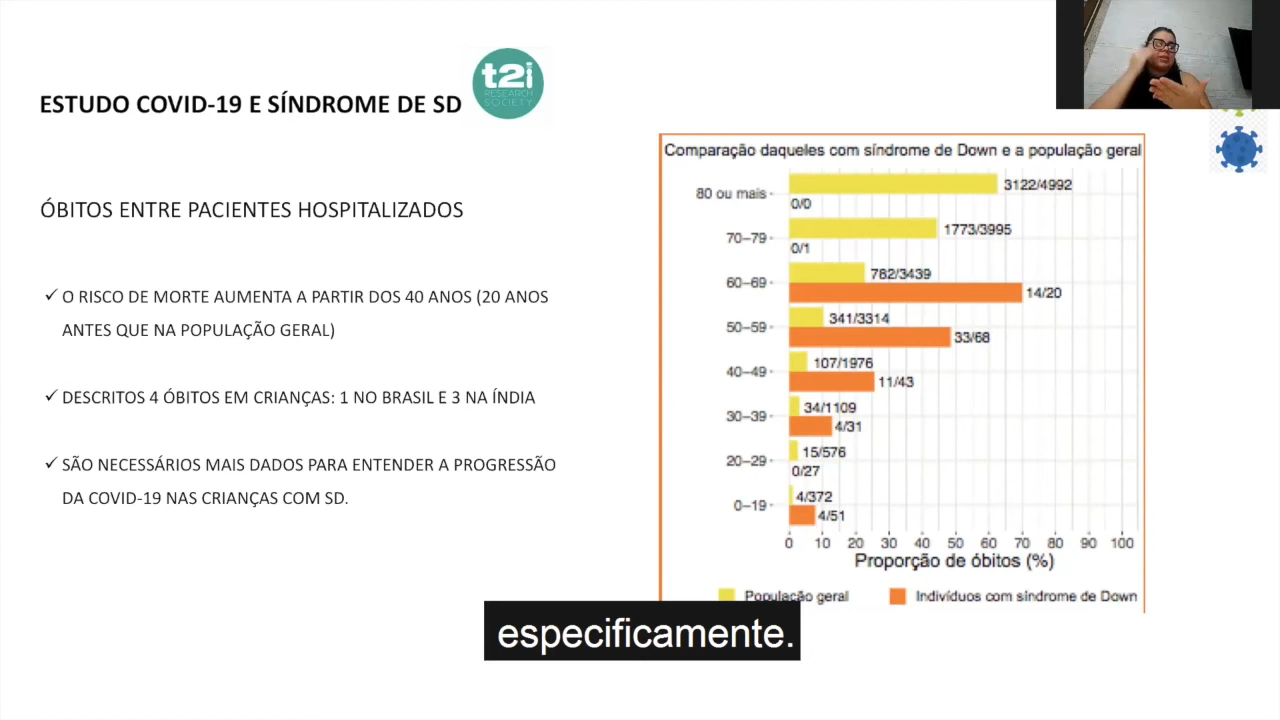 ESTUDO COVID-19 E SÍNDROME DE SD
t2i
RESEARCH
SOCIETY
ÓBITOS ENTRE PACIENTES HOSPITALIZADOS
✓ O RISCO DE MORTE AUMENTA A PARTIR DOS 40 ANOS (20 ANOS
ANTES QUE NA POPULAÇÃO GERAL)
✓ DESCRITOS 4 ÓBITOS EM CRIANÇAS: 1 NO BRASIL E 3 NA ÍNDIA
✓ SÃO NECESSÁRIOS MAIS DADOS PARA ENTENDER A PROGRESSÃO
DA COVID-19 NAS CRIANÇAS COM SD.
Comparação daqueles com síndrome de Down e a população geral
80 ou mais 3122/4992
0/0
70–79 1773/3995
0/1
60–69 782/3439
14/20
50–59 341/3314
33/68
40–49 107/1976
11/43
30–39 34/1109
4/31
20–29 15/576
0/27
0–19 4/372
4/51
0 10 20 30 40 50 60 70 80 90 100
Proporção de óbitos (%)
População geral Indivíduos com síndrome de Down
especificamente.